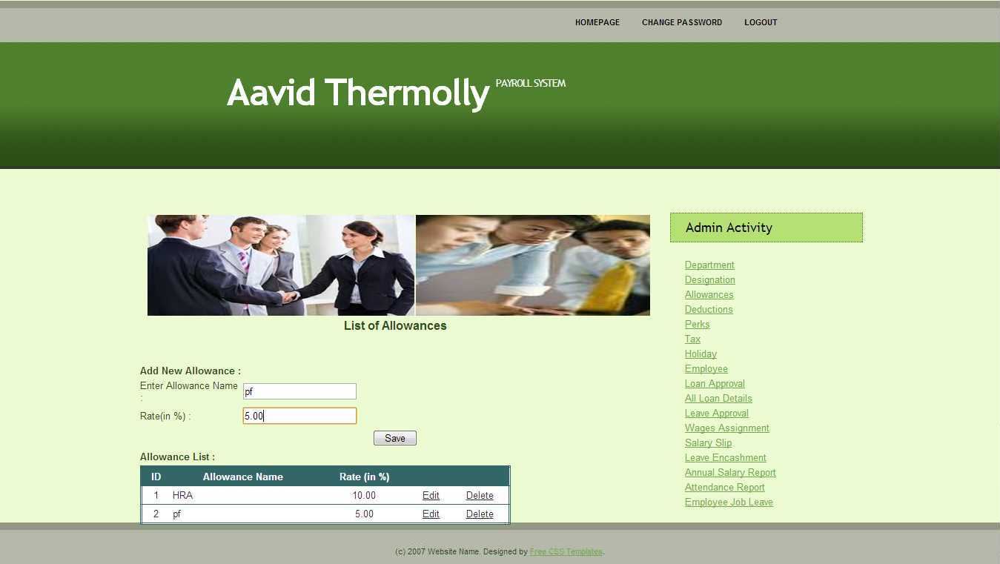 HOMEPAGE CHANGE PASSWORD LOGOUT
Aavid Thermolly PAYROLL SYSTEM
List of Allowances
Add New Allowance :
Enter Allowance Name
:
pf
Rate(in %) : 5.00
Save
Allowance List :
ID Allowance Name Rate (in %)
1 HRA 10.00 Edit Delete
2 pf 5.00 Edit Delete
Admin Activity
Department
Designation
Allowances
Deductions
Perks
Tax
Holiday
Employee
Loan Approval
All Loan Details
Leave Approval
Wages Assignment
Salary Slip
Leave Encashment
Annual Salary Report
Attendance Report
Employee Job Leave
(c) 2007 Website Name. Designed by Free CSS Templates.